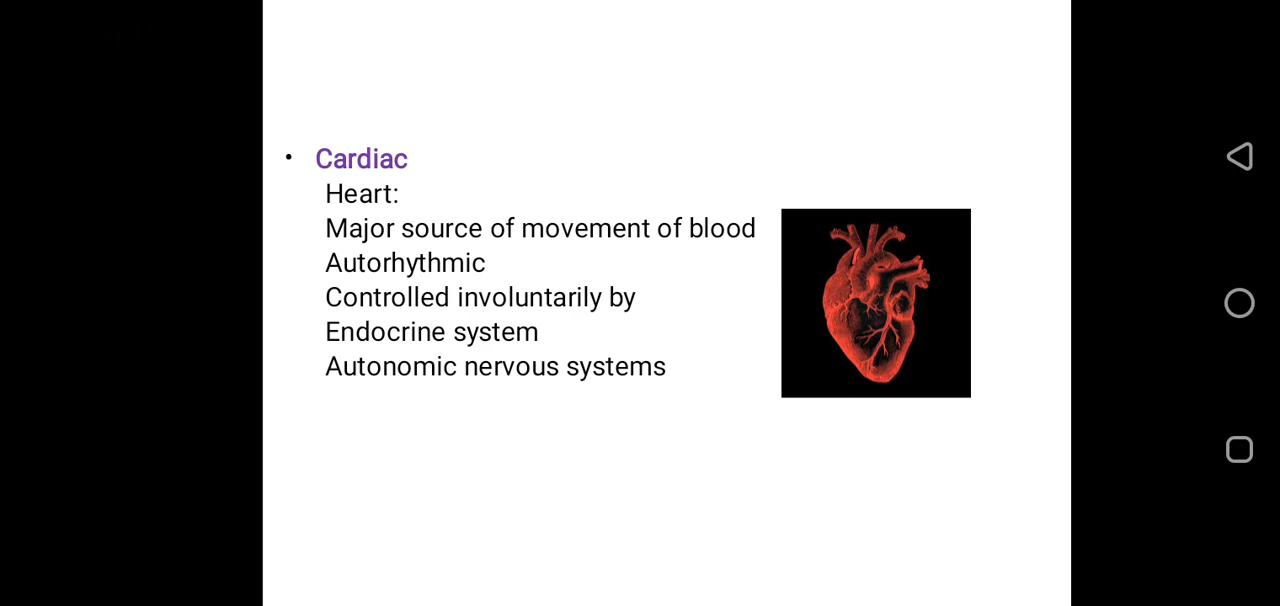 • Cardiac
Heart:
Major source of movement of blood
Autorhythmic
Controlled involuntarily by
Endocrine system
Autonomic nervous systems